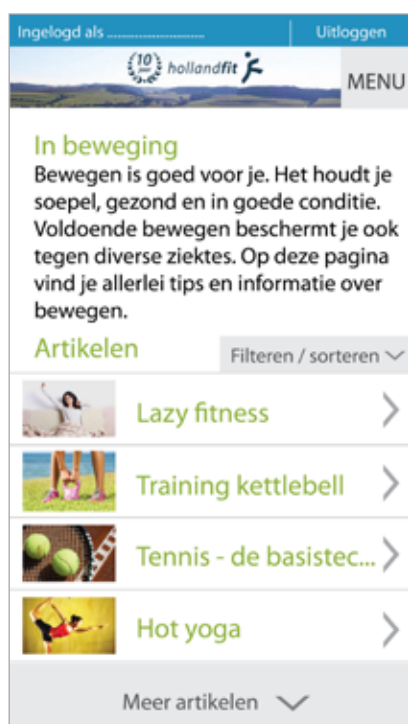 Ingelogd als ............................ Uitloggen
10 jaar hollandfit MENU
In beweging
Bewegen is goed voor je. Het houdt je
soepel, gezond en in goede conditie.
Voldoende bewegen beschermt je ook
tegen diverse ziektes. Op deze pagina
vind je allerlei tips en informatie over
bewegen.
Artikelen Filteren / sorteren
Lazy fitness
Training kettlebell
Tennis - de basistec...
Hot yoga
Meer artikelen